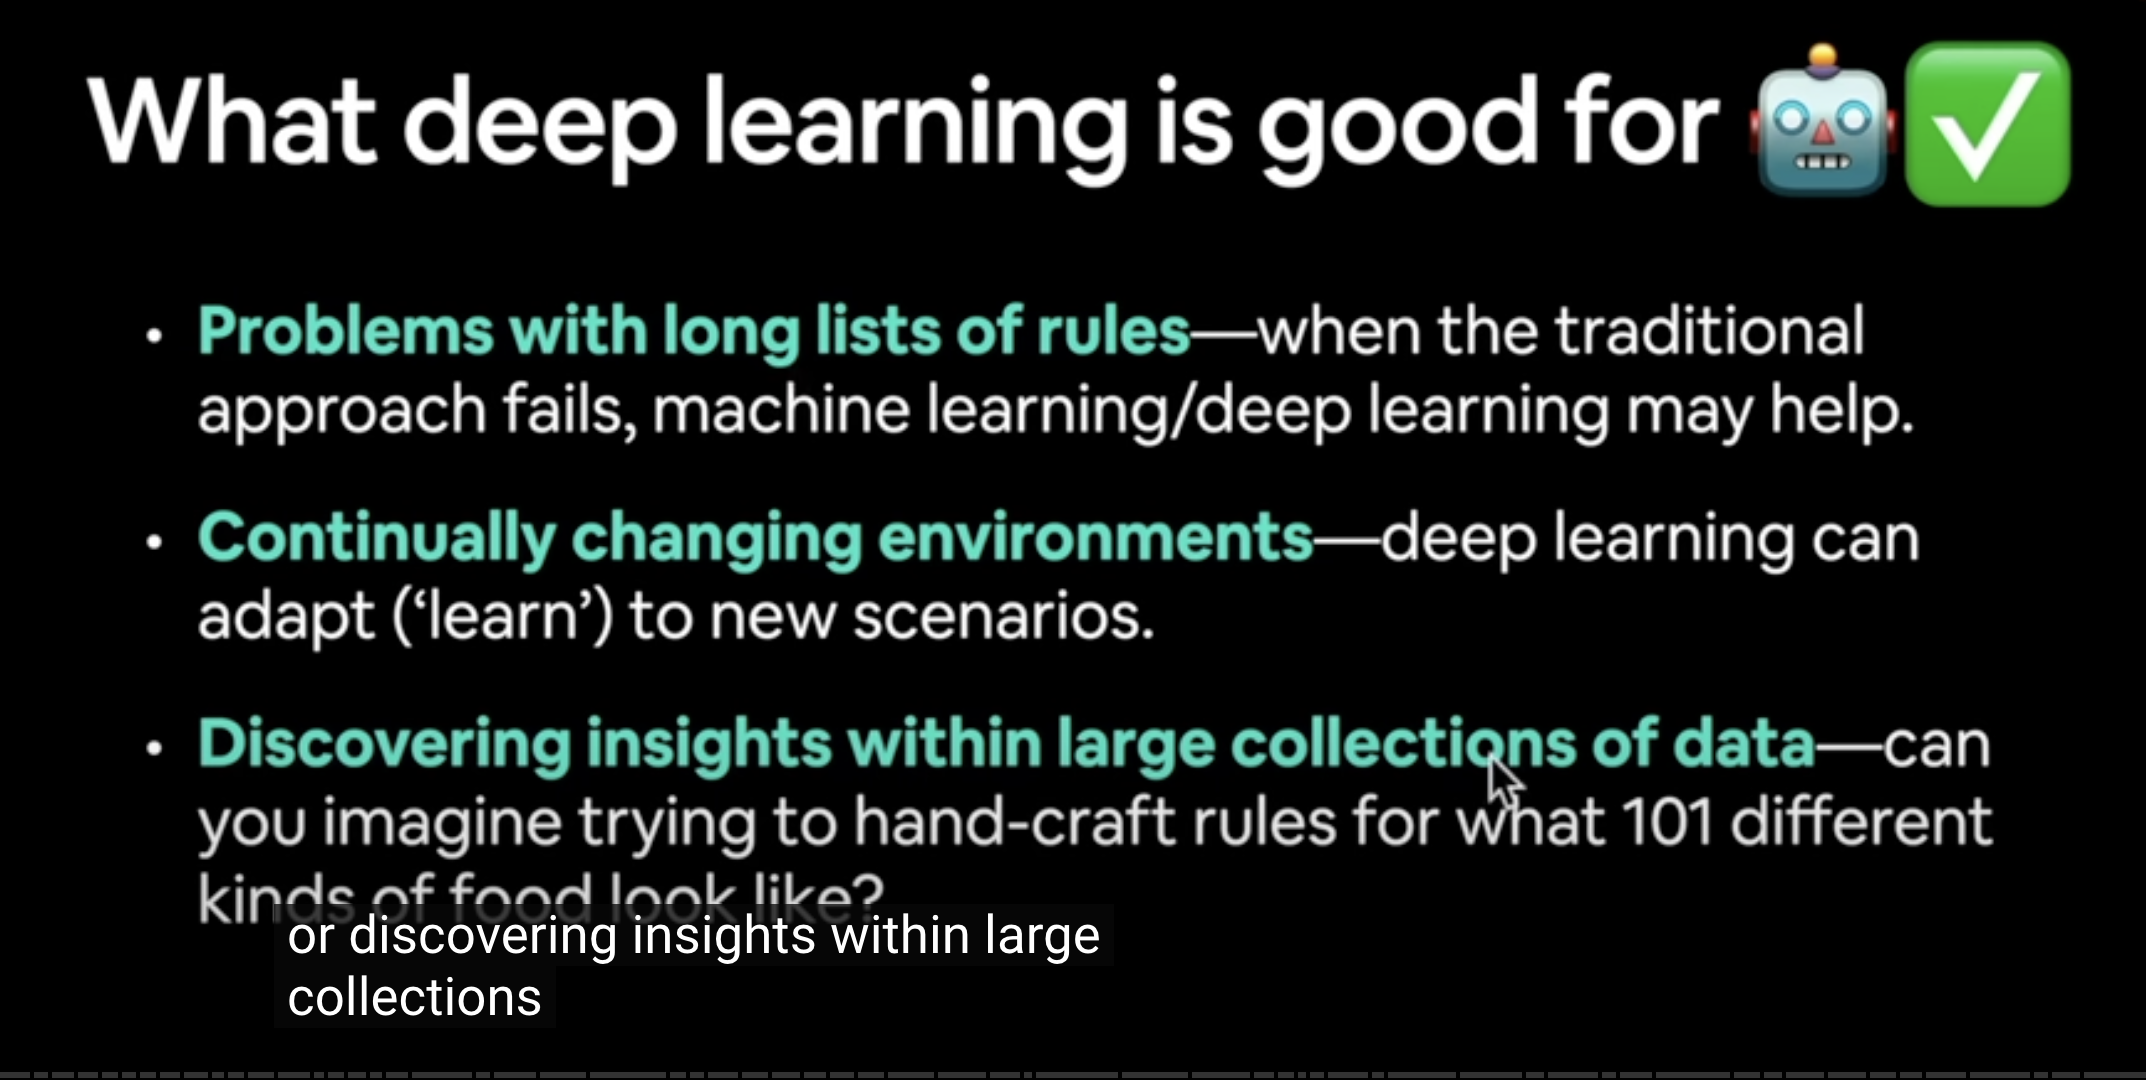 What deep learning is good for
• Problems with long lists of rules—when the traditional
approach fails, machine learning/deep learning may help.
• Continually changing environments—deep learning can
adapt (‘learn’) to new scenarios.
• Discovering insights within large collections of data—can
you imagine trying to hand-craft rules for what 101 different
kinds of food look like?
or discovering insights within large
collections